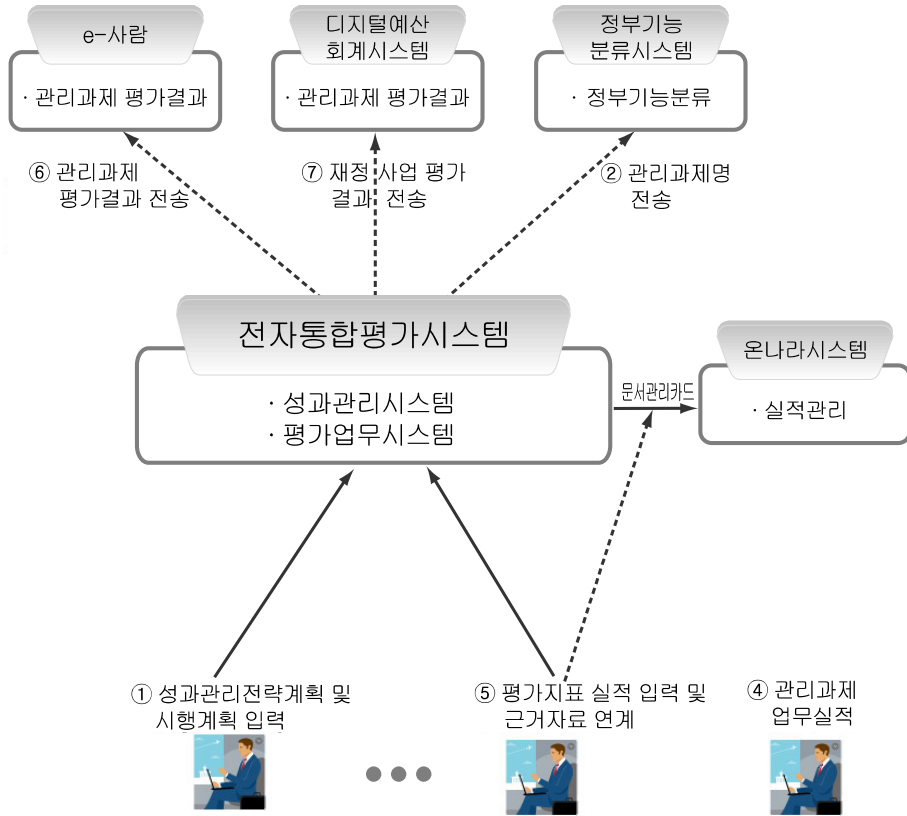 e-사람
· 관리과제 평가결과
디지털예산
회계시스템
· 관리과제 평가결과
정부기능
분류시스템
· 정부기능분류
⑥ 관리과제
평가결과 전송
⑦ 재정 사업 평가
결과 전송
② 관리과제명
전송
전자통합평가시스템
· 성과관리시스템
· 평가업무시스템
문서관리카드
온나라시스템
· 실적관리
① 성과관리전략계획 및
시행계획 입력
⑤ 평가지표 실적 입력 및
근거자료 연계
④ 관리과제
업무실적